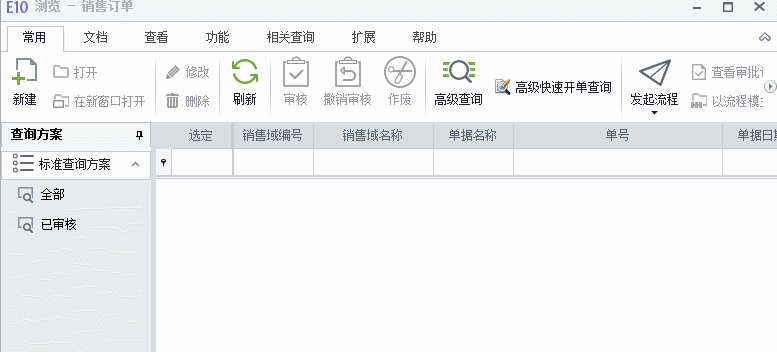 E10 浏览 - 销售订单
常用 文档 查看 功能 相关查询 扩展 帮助
新建 打开 在新窗口打开 修改 删除 刷新 审核 撤销审核 作废 高级查询 高级快速开单查询 发起流程 查看审批 以流程模
查询方案
选定 销售域编号 销售域名称 单据名称 单号 单据日
标准查询方案
全部
已审核